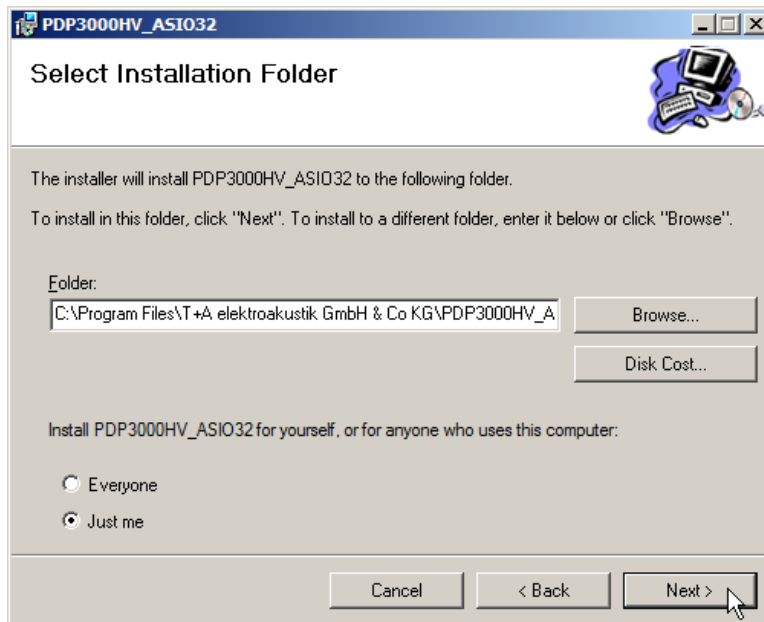 PDP3000HV_ASIO32
Select Installation Folder
The installer will install PDP3000HV_ASIO32 to the following folder.
To install in this folder, click "Next". To install to a different folder, enter it below or click "Browse".
Folder:
C:\Program Files\T+A elektroakustik GmbH & Co KG\PDP3000HV_A
Browse...
Disk Cost...
Install PDP3000HV_ASIO32 for yourself, or for anyone who uses this computer:
Everyone
Just me
Cancel
< Back
Next >